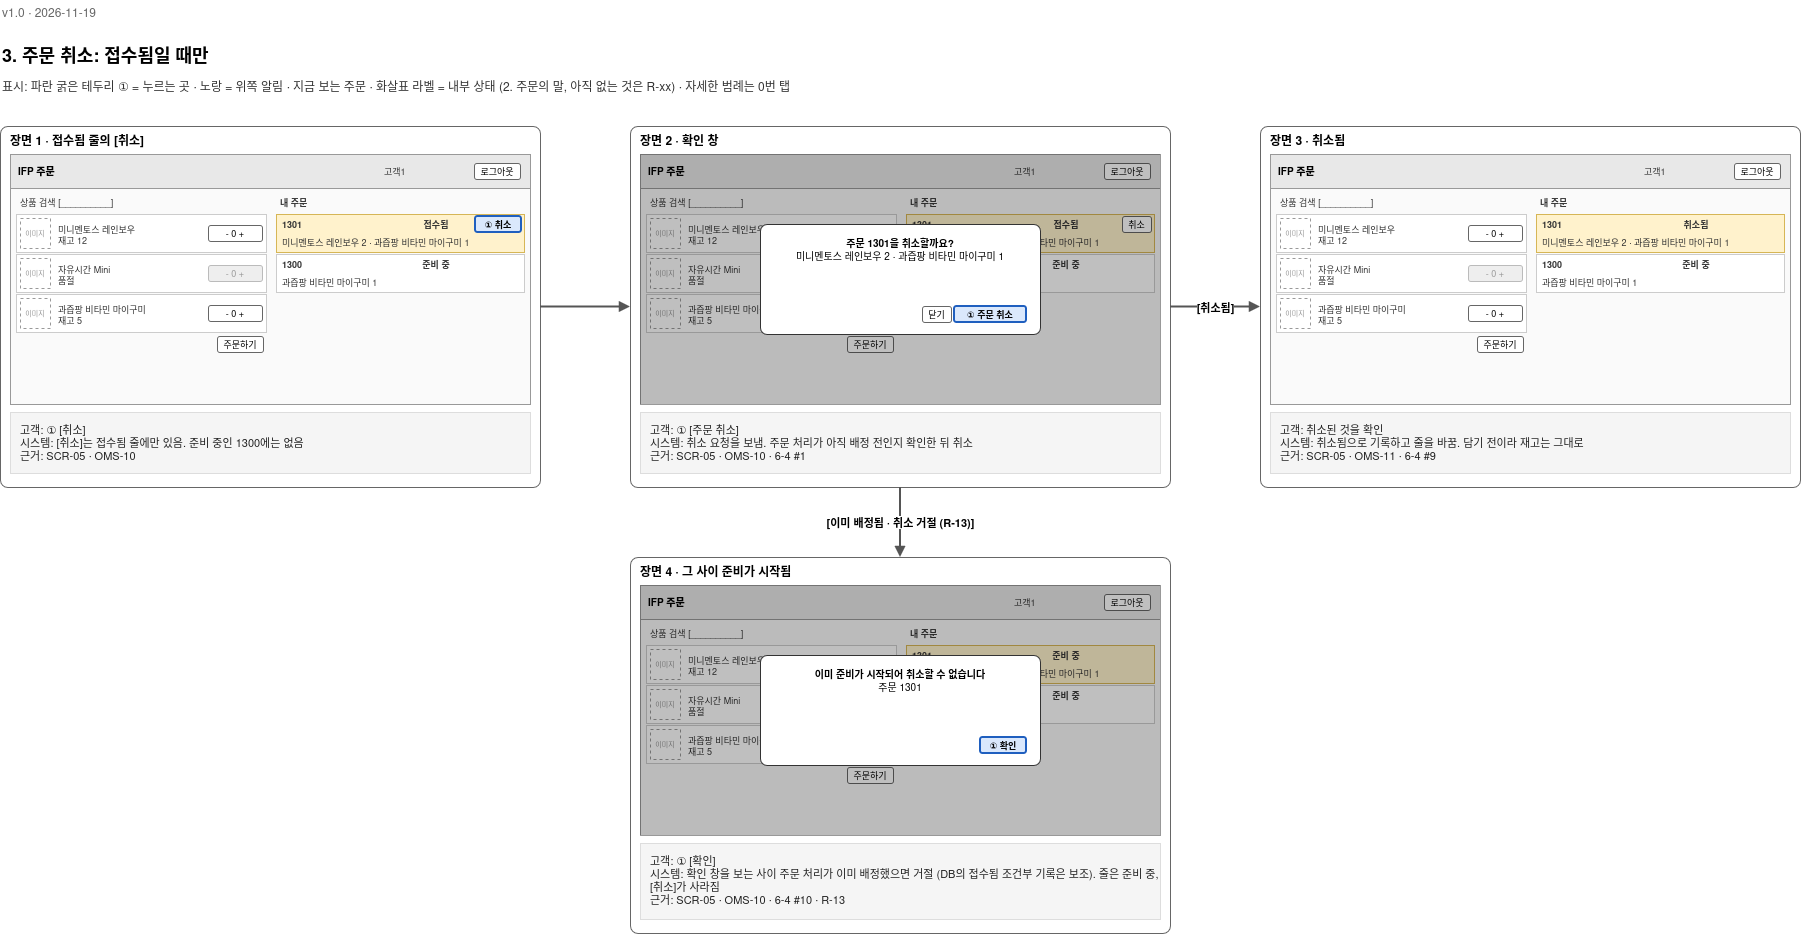 v1.0 · 2026-11-19
3. 주문 취소: 접수됨일 때만
표시: 파란 굵은 테두리 ① = 누르는 곳 · 노랑 = 위쪽 알림 · 지금 보는 주문 · 화살표 라벨 = 내부 상태 (2. 주문의 말, 아직 없는 것은 R-xx) · 자세한 범례는 0번 탭
장면 1 · 접수됨 줄의 [취소]
IFP 주문
고객1
로그아웃
상품 검색 [__________]
내 주문
이미지
미니멘토스 레인보우
재고 12
- 0 +
이미지
자유시간 Mini
품절
- 0 +
이미지
과즙팡 비타민 마이구미
재고 5
- 0 +
주문하기
1301
접수됨
① 취소
미니멘토스 레인보우 2 · 과즙팡 비타민 마이구미 1
1300
준비 중
과즙팡 비타민 마이구미 1
고객: ① [취소]
시스템: [취소]는 접수됨 줄에만 있음. 준비 중인 1300에는 없음
근거: SCR-05 · OMS-10
장면 2 · 확인 창
IFP 주문
고객1
로그아웃
상품 검색 [__________]
내 주문
이미지
미니멘토스 레인보우
재고 12
이미지
자유시간 Mini
품절
이미지
과즙팡 비타민 마이
재고 5
주문하기
1301
접수됨
취소
타민 마이구미 1
준비 중
주문 1301을 취소할까요?
미니멘토스 레인보우 2 · 과즙팡 비타민 마이구미 1
닫기
① 주문 취소
고객: ① [주문 취소]
시스템: 취소 요청을 보냄. 주문 처리가 아직 배정 전인지 확인한 뒤 취소
근거: SCR-05 · OMS-10 · 6-4 #1
[취소됨]
장면 3 · 취소됨
IFP 주문
고객1
로그아웃
상품 검색 [__________]
내 주문
이미지
미니멘토스 레인보우
재고 12
- 0 +
이미지
자유시간 Mini
품절
- 0 +
이미지
과즙팡 비타민 마이구미
재고 5
- 0 +
주문하기
1301
취소됨
미니멘토스 레인보우 2 · 과즙팡 비타민 마이구미 1
1300
준비 중
과즙팡 비타민 마이구미 1
고객: 취소된 것을 확인
시스템: 취소됨으로 기록하고 줄을 바꿈. 담기 전이라 재고는 그대로
근거: SCR-05 · OMS-11 · 6-4 #9
[이미 배정됨 · 취소 거절 (R-13)]
장면 4 · 그 사이 준비가 시작됨
IFP 주문
고객1
로그아웃
상품 검색 [__________]
내 주문
이미지
미니멘토스 레인보우
재고 12
이미지
자유시간 Mini
품절
이미지
과즙팡 비타민 마이
재고 5
주문하기
1301
준비 중
타민 마이구미 1
준비 중
이미 준비가 시작되어 취소할 수 없습니다
주문 1301
① 확인
고객: ① [확인]
시스템: 확인 창을 보는 사이 주문 처리가 이미 배정했으면 거절 (DB의 접수됨 조건부 기록은 보조). 줄은 준비 중,
[취소]가 사라짐
근거: SCR-05 · OMS-10 · 6-4 #10 · R-13